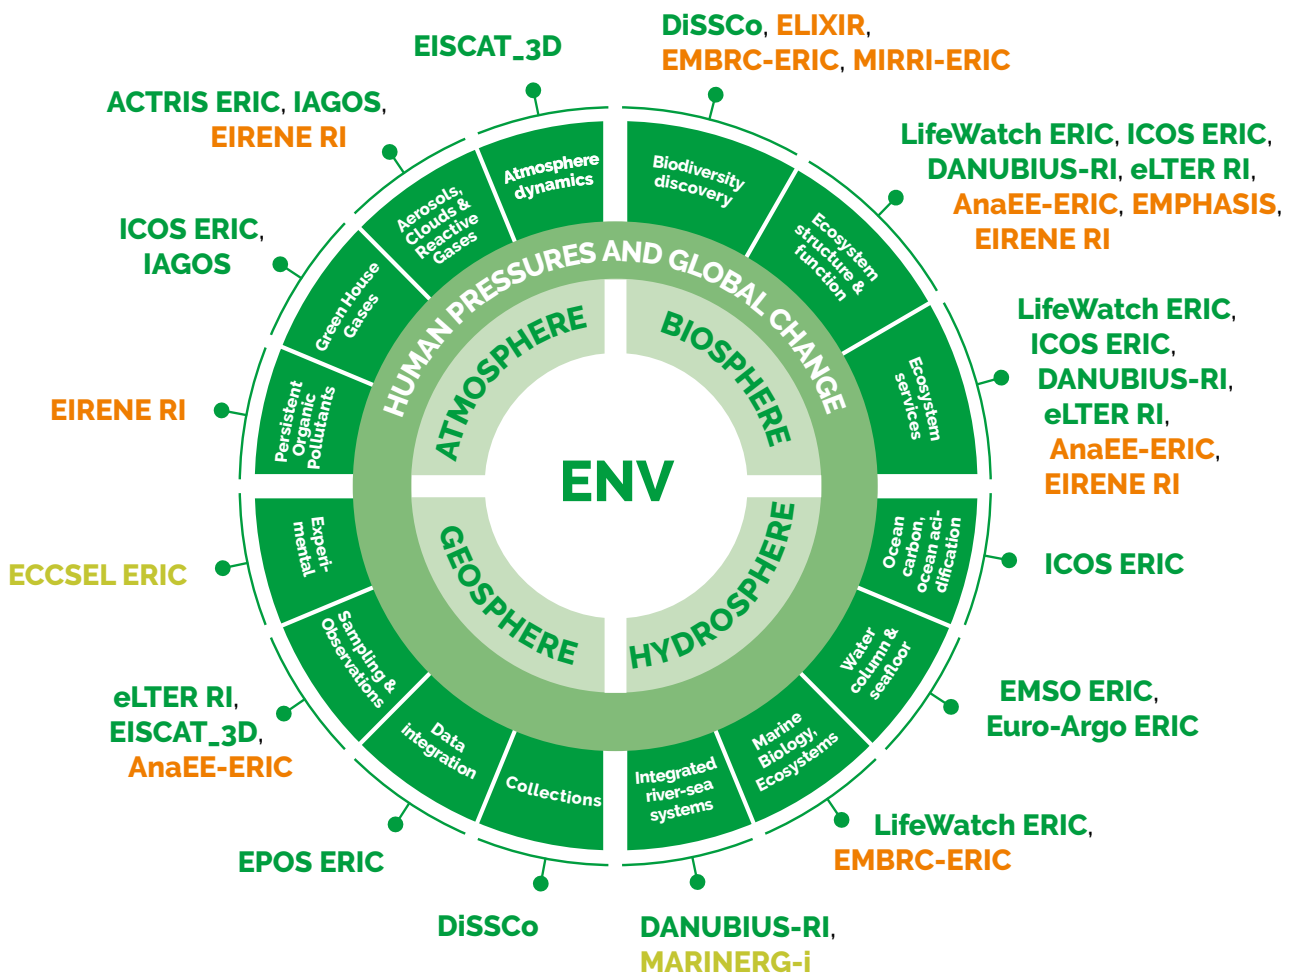 EISCAT_3D
DiSSCo, ELIXIR,
EMBRC-ERIC, MIRRI-ERIC
ACTRIS ERIC, IAGOS,
EIRENE RI
LifeWatch ERIC, ICOS ERIC,
DANUBIUS-RI, eLTER RI,
AnaEE-ERIC, EMPHASIS,
EIRENE RI
ICOS ERIC,
IAGOS
LifeWatch ERIC,
ICOS ERIC,
DANUBIUS-RI,
eLTER RI,
AnaEE-ERIC,
EIRENE RI
EIRENE RI
ECCSEL ERIC
ICOS ERIC
eLTER RI,
EISCAT_3D,
AnaEE-ERIC
EMSO ERIC,
Euro-Argo ERIC
EPOS ERIC
LifeWatch ERIC,
EMBRC-ERIC
DiSSCo
DANUBIUS-RI,
MARINERG-i
Atmosphere
dynamics
Biodiversity
discovery
Aerosols,
Clouds &
Reactive
Gases
Ecosystem
structure &
function
Green House
Gases
Ecosystem
services
Persistent
Organic
Pollutants
Experi-
mental
Ocean
carbon,
ocean aci-
dification
Sampling &
Observations
Water
column &
seafloor
Data
integration
Marine
Biology,
Ecosystems
Collections
Integrated
river-sea
systems
HUMAN PRESSURES AND GLOBAL CHANGE
ATMOSPHERE
BIOSPHERE
ENV
GEOSPHERE
HYDROSPHERE